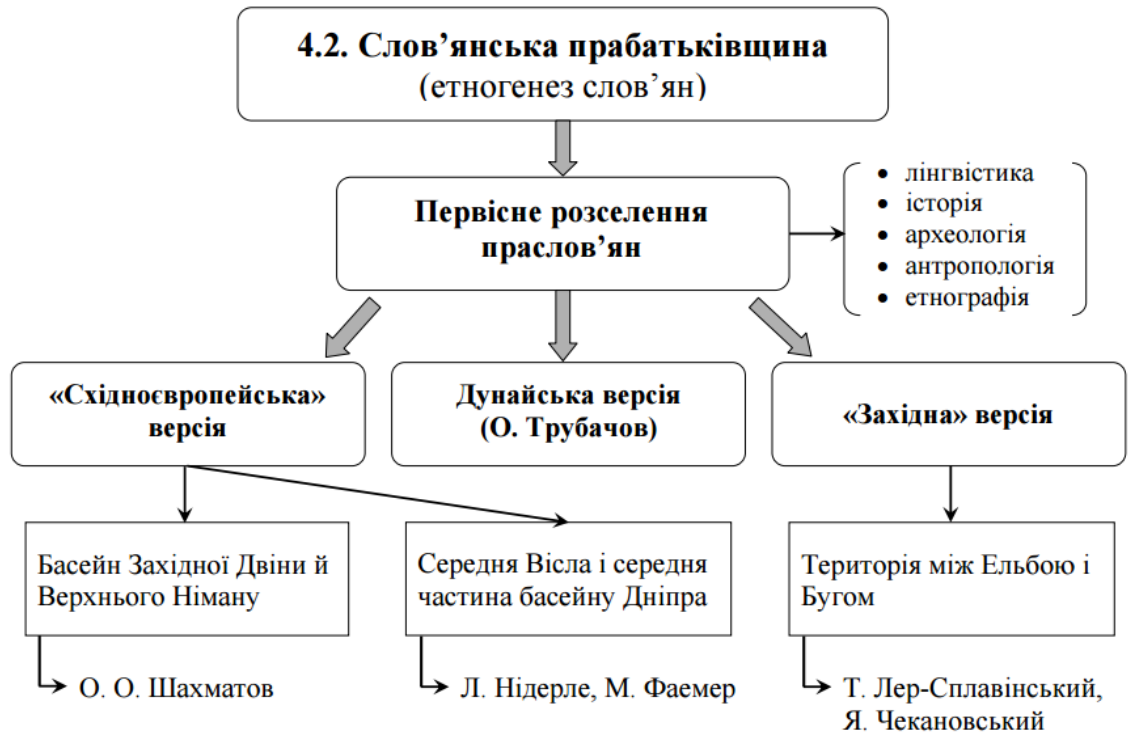 4.2. Слов’янська прабатьківщина
(етногенез слов’ян)
Первісне розселення
праслов’ян
• лінгвістика
• історія
• археологія
• антропологія
• етнографія
«Східноєвропейська»
версія
Дунайська версія
(О. Трубачов)
«Західна» версія
Басейн Західної Двіни й
Верхнього Німану
Середня Вісла і середня
частина басейну Дніпра
Територія між Ельбою і
Бугом
О. О. Шахматов
Л. Нідерле, М. Фаемер
Т. Лер-Сплавінський,
Я. Чекановський